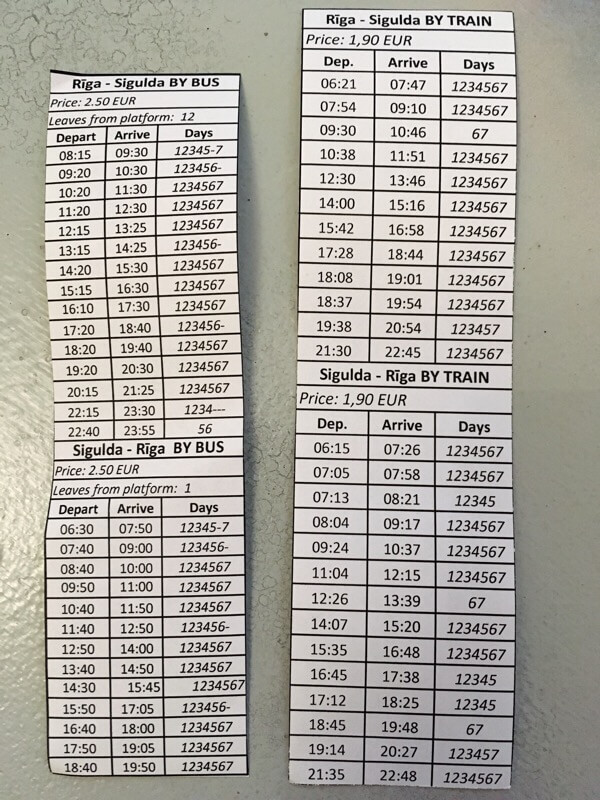 Rīga - Sigulda BY BUS
Price: 2.50 EUR
Leaves from platform: 12
Depart Arrive Days
08:15 09:30 12345-7
09:20 10:30 123456-
10:20 11:30 1234567
11:20 12:30 1234567
12:15 13:25 1234567
13:15 14:25 123456-
14:20 15:30 1234567
15:15 16:30 1234567
16:10 17:30 1234567
17:20 18:40 123456-
18:20 19:40 1234567
19:20 20:30 1234567
20:15 21:25 1234567
22:15 23:30 1234---
22:40 23:55 56
Sigulda - Rīga BY BUS
Price: 2.50 EUR
Leaves from platform: 1
Depart Arrive Days
06:30 07:50 12345-7
07:40 09:00 123456-
08:40 10:00 1234567
09:50 11:00 1234567
10:40 11:50 1234567
11:40 12:50 123456-
12:50 14:00 1234567
13:40 14:50 1234567
14:30 15:45 1234567
15:50 17:05 123456-
16:40 18:00 1234567
17:50 19:05 1234567
18:40 19:50 1234567
Rīga - Sigulda BY TRAIN
Price: 1,90 EUR
Dep. Arrive Days
06:21 07:47 1234567
07:54 09:10 1234567
09:30 10:46 67
10:38 11:51 1234567
12:30 13:46 1234567
14:00 15:16 1234567
15:42 16:58 1234567
17:28 18:44 1234567
18:08 19:01 1234567
18:37 19:54 1234567
19:38 20:54 123457
21:30 22:45 1234567
Sigulda - Rīga BY TRAIN
Price: 1,90 EUR
Dep. Arrive Days
06:15 07:26 1234567
07:05 07:58 1234567
07:13 08:21 12345
08:04 09:17 1234567
09:24 10:37 1234567
11:04 12:15 1234567
12:26 13:39 67
14:07 15:20 1234567
15:35 16:48 1234567
16:45 17:38 12345
17:12 18:25 12345
18:45 19:48 67
19:14 20:27 123457
21:35 22:48 1234567